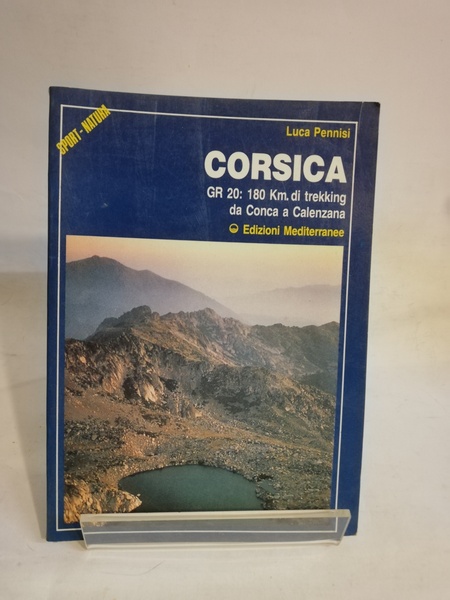 SPORT-NATURA
Luca Pennisi
CORSICA
GR 20: 180 Km. di trekking
da Conca a Calenzana
Edizioni Mediterranee